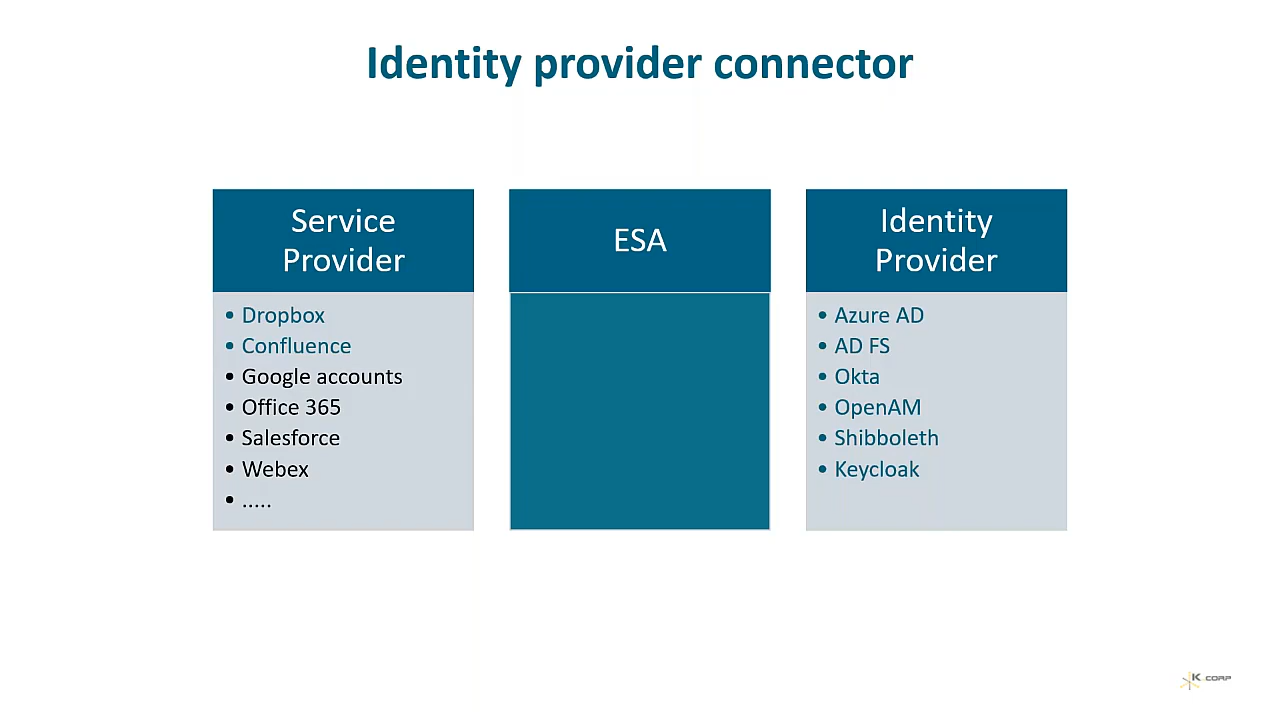 Identity provider connector
Service
Provider
• Dropbox
• Confluence
• Google accounts
• Office 365
• Salesforce
• Webex
• .....
ESA
Identity
Provider
• Azure AD
• AD FS
• Okta
• OpenAM
• Shibboleth
• Keycloak
K CORP